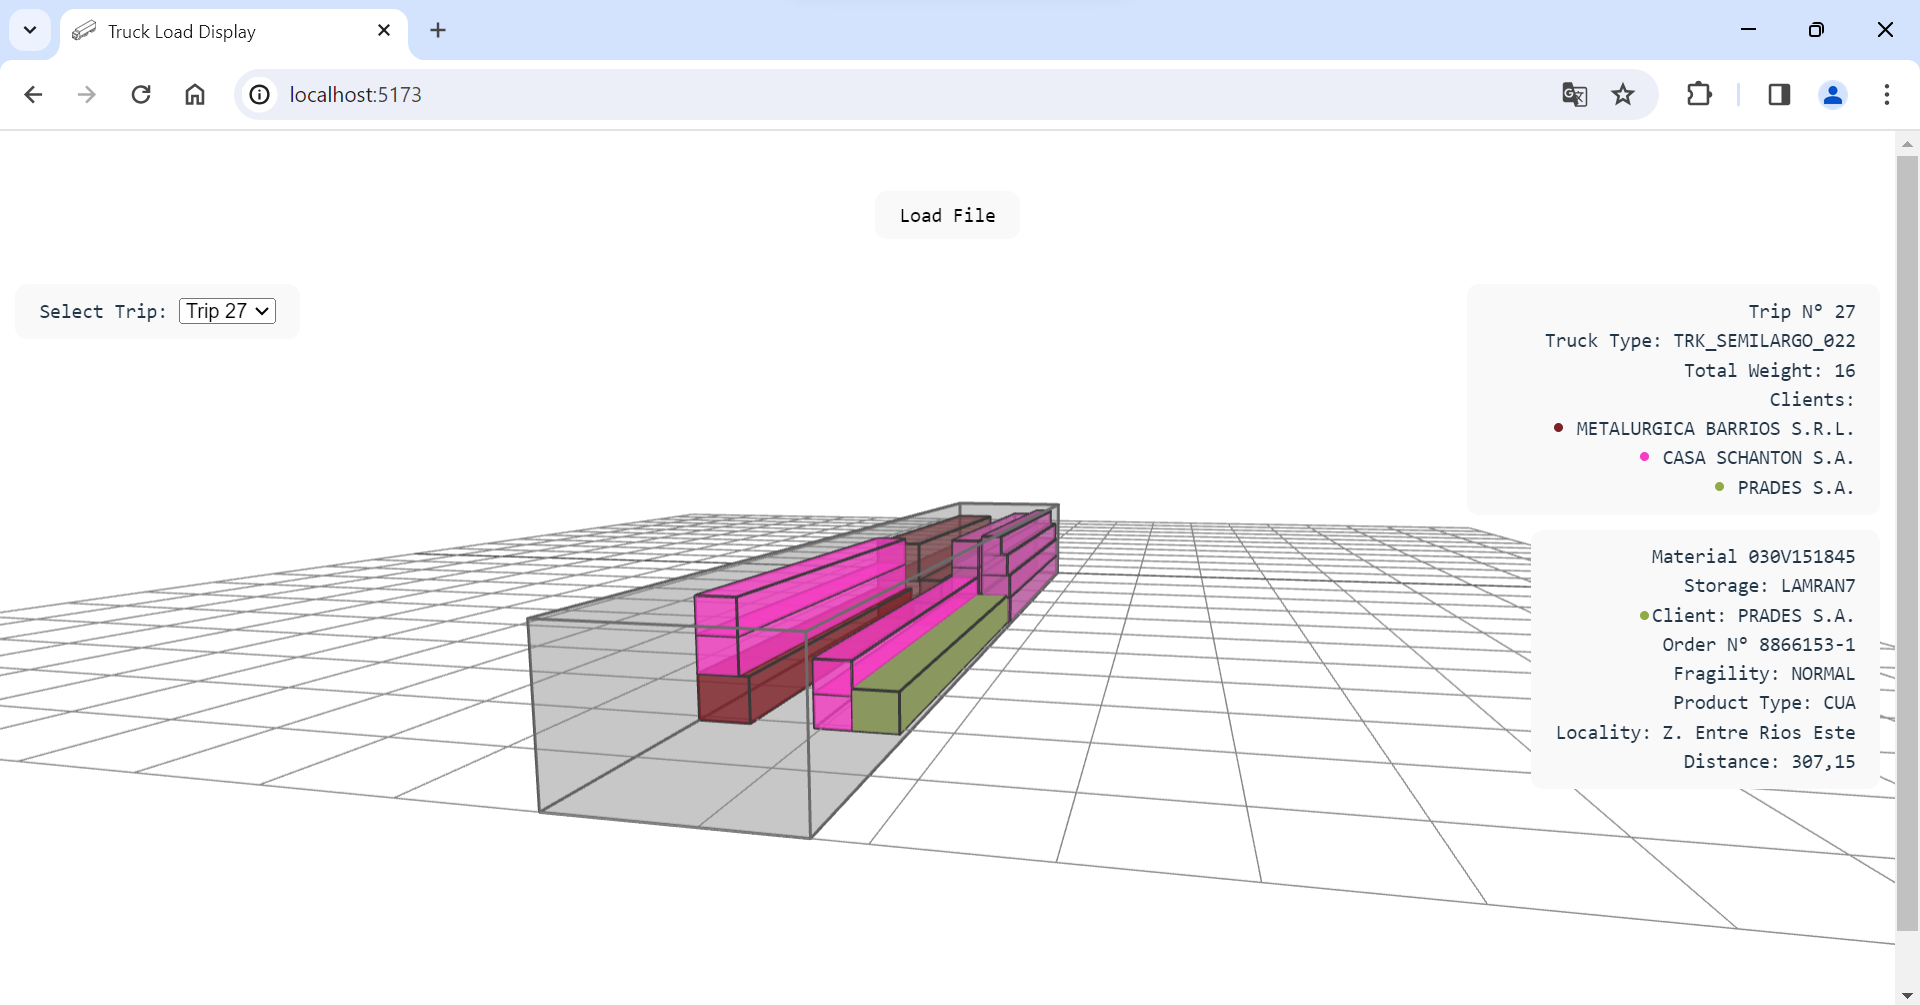 Truck Load Display
localhost:5173
Load File
Select Trip: Trip 27
Trip Nº 27
Truck Type: TRK_SEMILARGO_022
Total Weight: 16
Clients:
METALURGICA BARRIOS S.R.L.
CASA SCHANTON S.A.
PRADES S.A.
Material 030V151845
Storage: LAMRAN7
Client: PRADES S.A.
Order Nº 8866153-1
Fragility: NORMAL
Product Type: CUA
Locality: Z. Entre Rios Este
Distance: 307,15